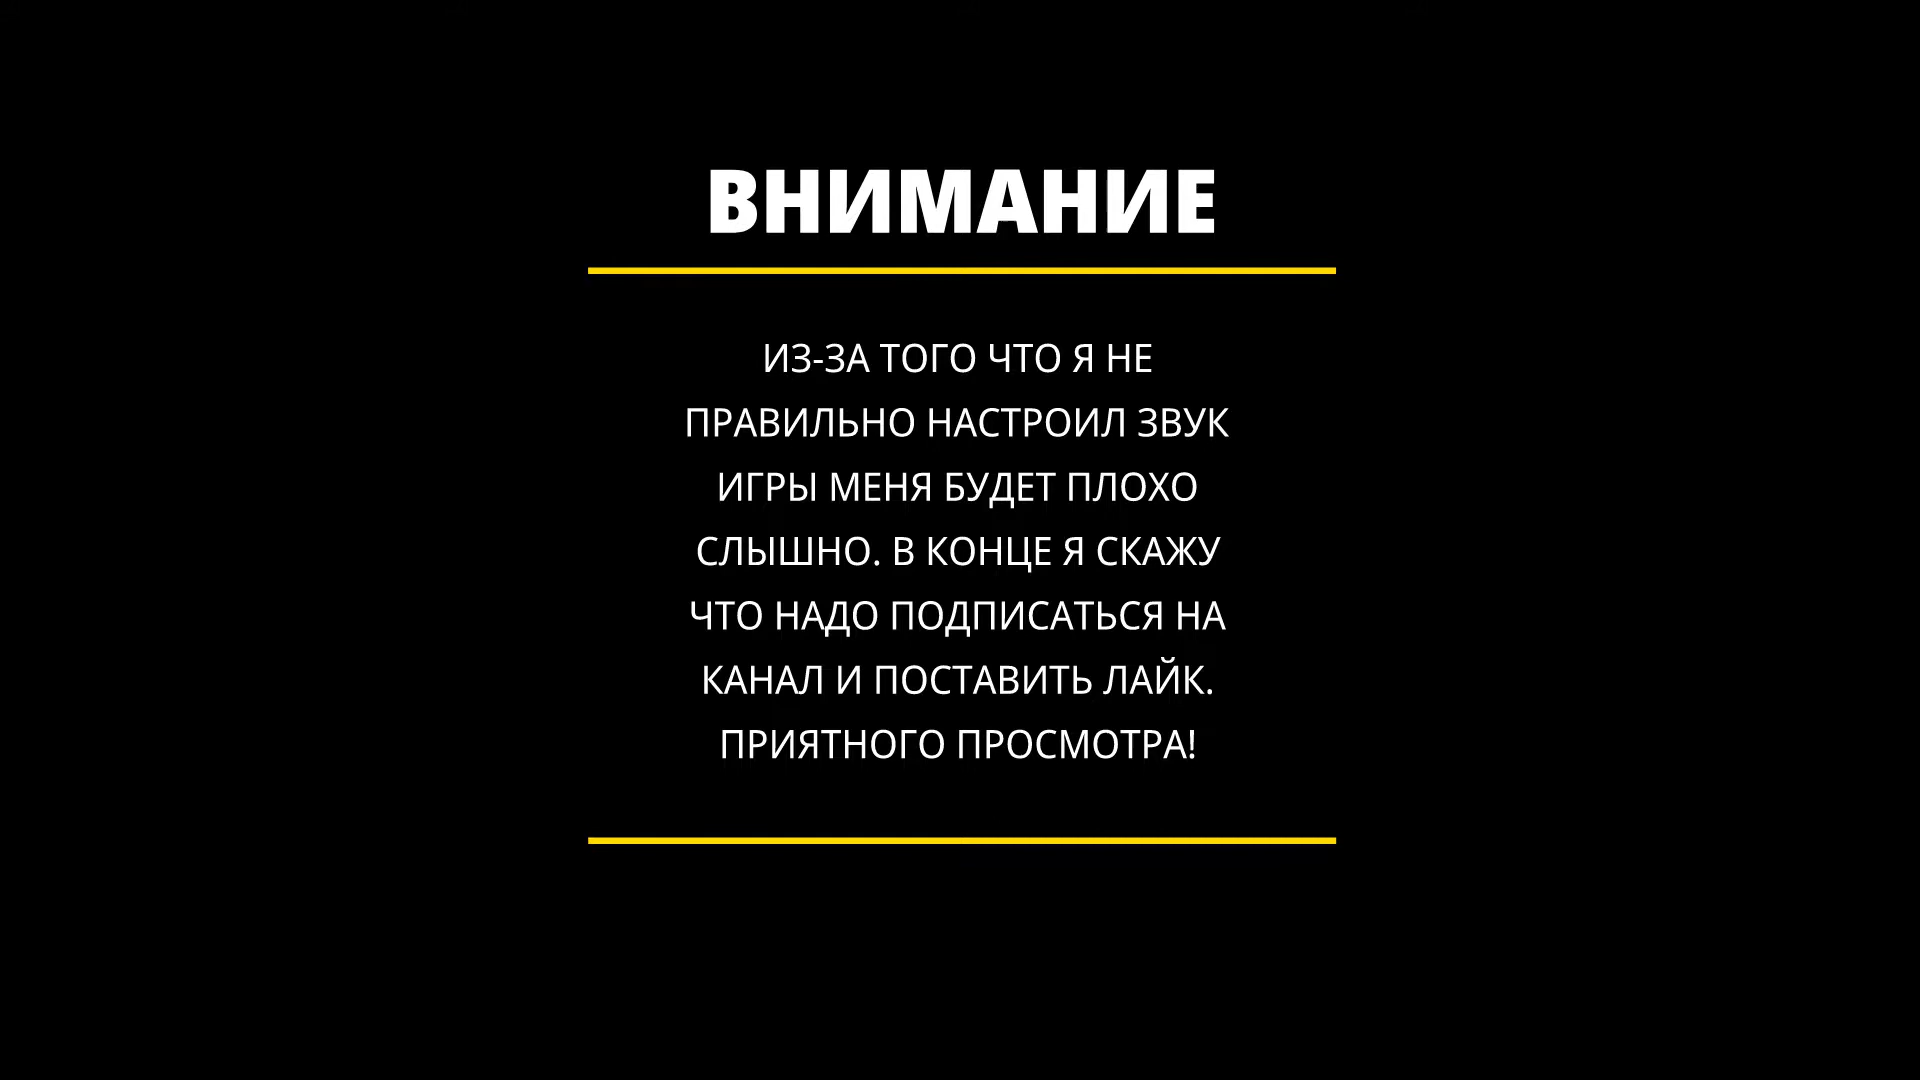 ВНИМАНИЕ
ИЗ-ЗА ТОГО ЧТО Я НЕ
ПРАВИЛЬНО НАСТРОИЛ ЗВУК
ИГРЫ МЕНЯ БУДЕТ ПЛОХО
СЛЫШНО. В КОНЦЕ Я СКАЖУ
ЧТО НАДО ПОДПИСАТЬСЯ НА
КАНАЛ И ПОСТАВИТЬ ЛАЙК.
ПРИЯТНОГО ПРОСМОТРА!